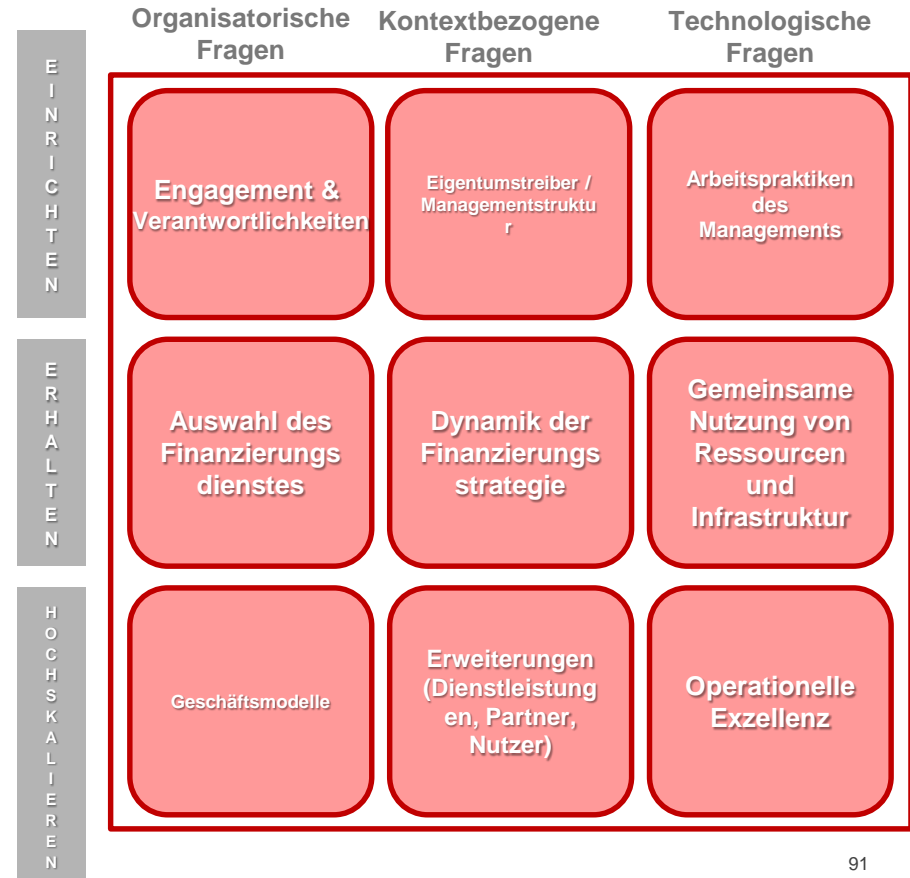 Organisatorische
Fragen
Kontextbezogene
Fragen
Technologische
Fragen
EINRICHTEN
Engagement &
Verantwortlichkeiten
Eigentumstreiber /
Managementstruktu
r
Arbeitspraktiken
des
Managements
ERHALTEN
Auswahl des
Finanzierungs
dienstes
Dynamik der
Finanzierungs
strategie
Gemeinsame
Nutzung von
Ressourcen
und
Infrastruktur
HOCHSKALIEREN
Geschäftsmodelle
Erweiterungen
(Dienstleistung
en, Partner,
Nutzer)
Operationelle
Exzellenz
91